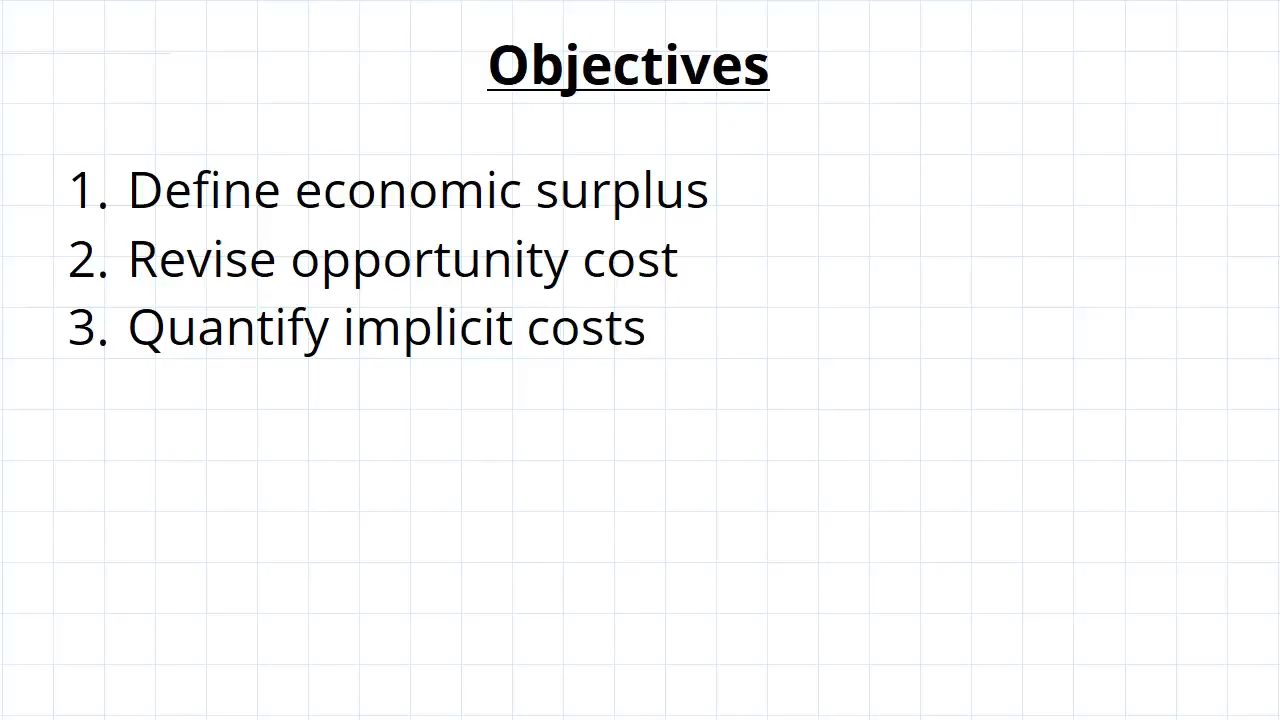 Objectives
1. Define economic surplus
2. Revise opportunity cost
3. Quantify implicit costs